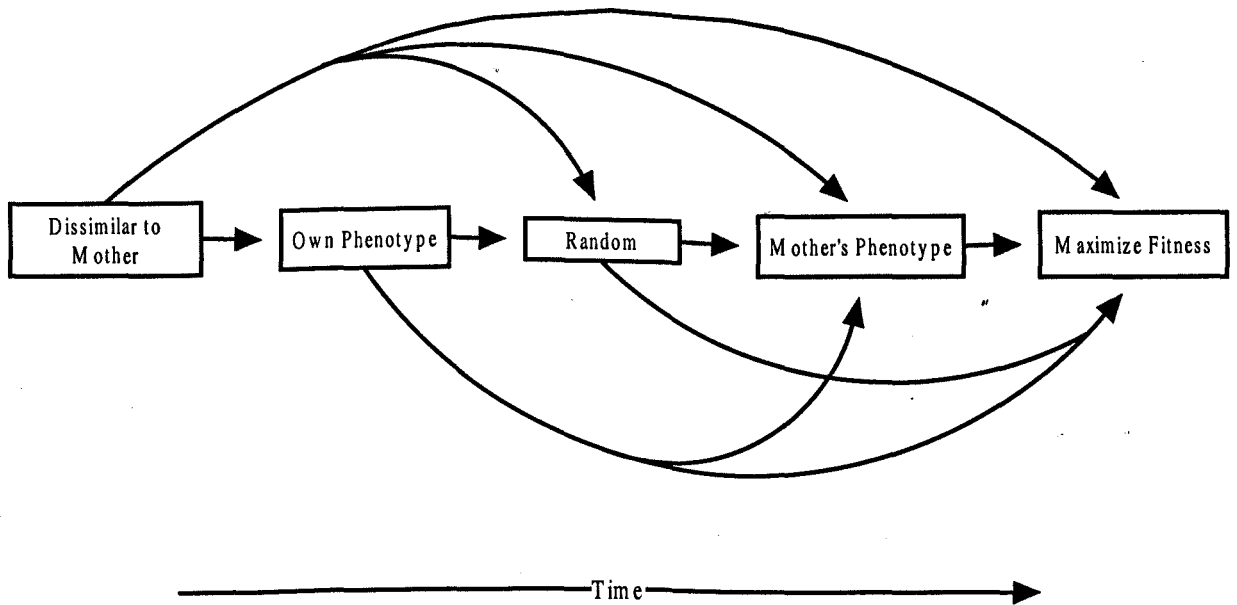 Dissimilar to
Mother
Own Phenotype
Random
Mother's Phenotype
Maximize Fitness
Time